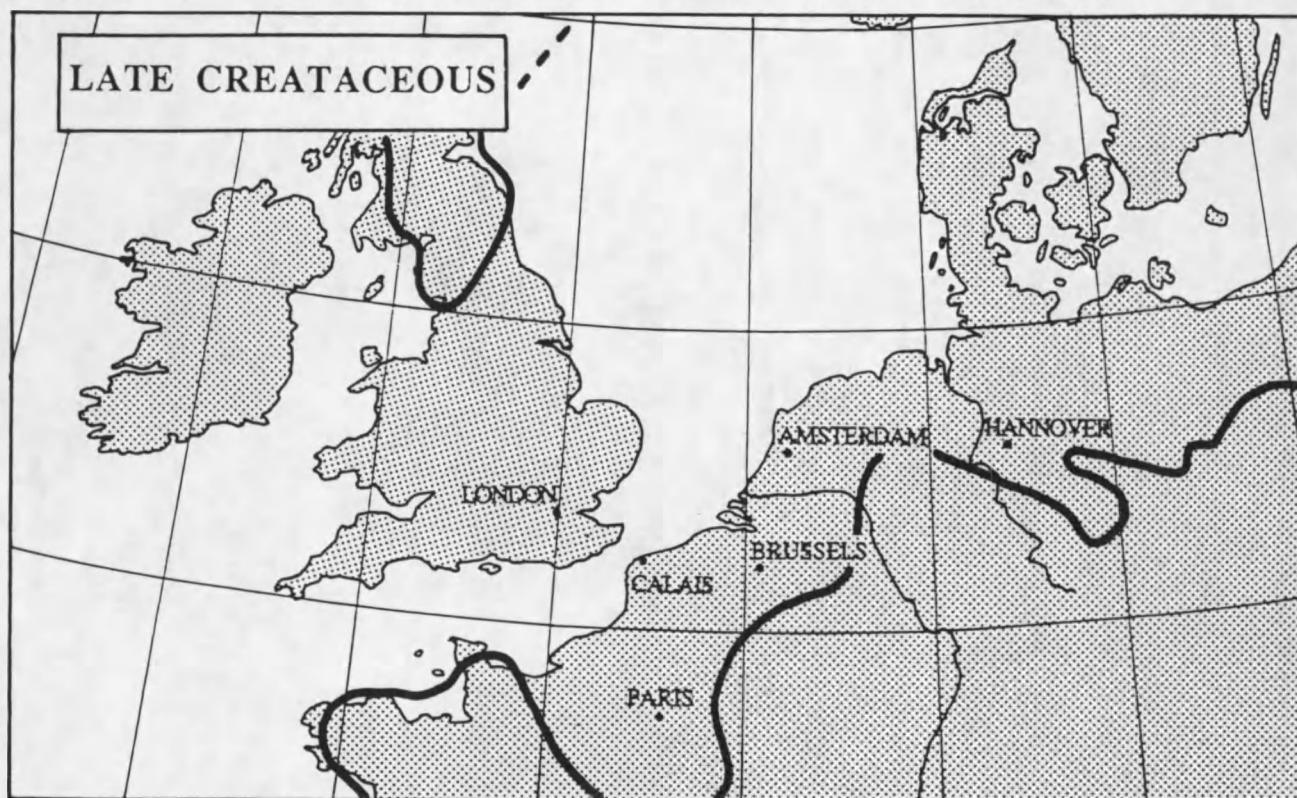 LATE CREATACEOUS
AMSTERDAM
HANNOVER
LONDON
BRUSSELS
CALAIS
PARIS